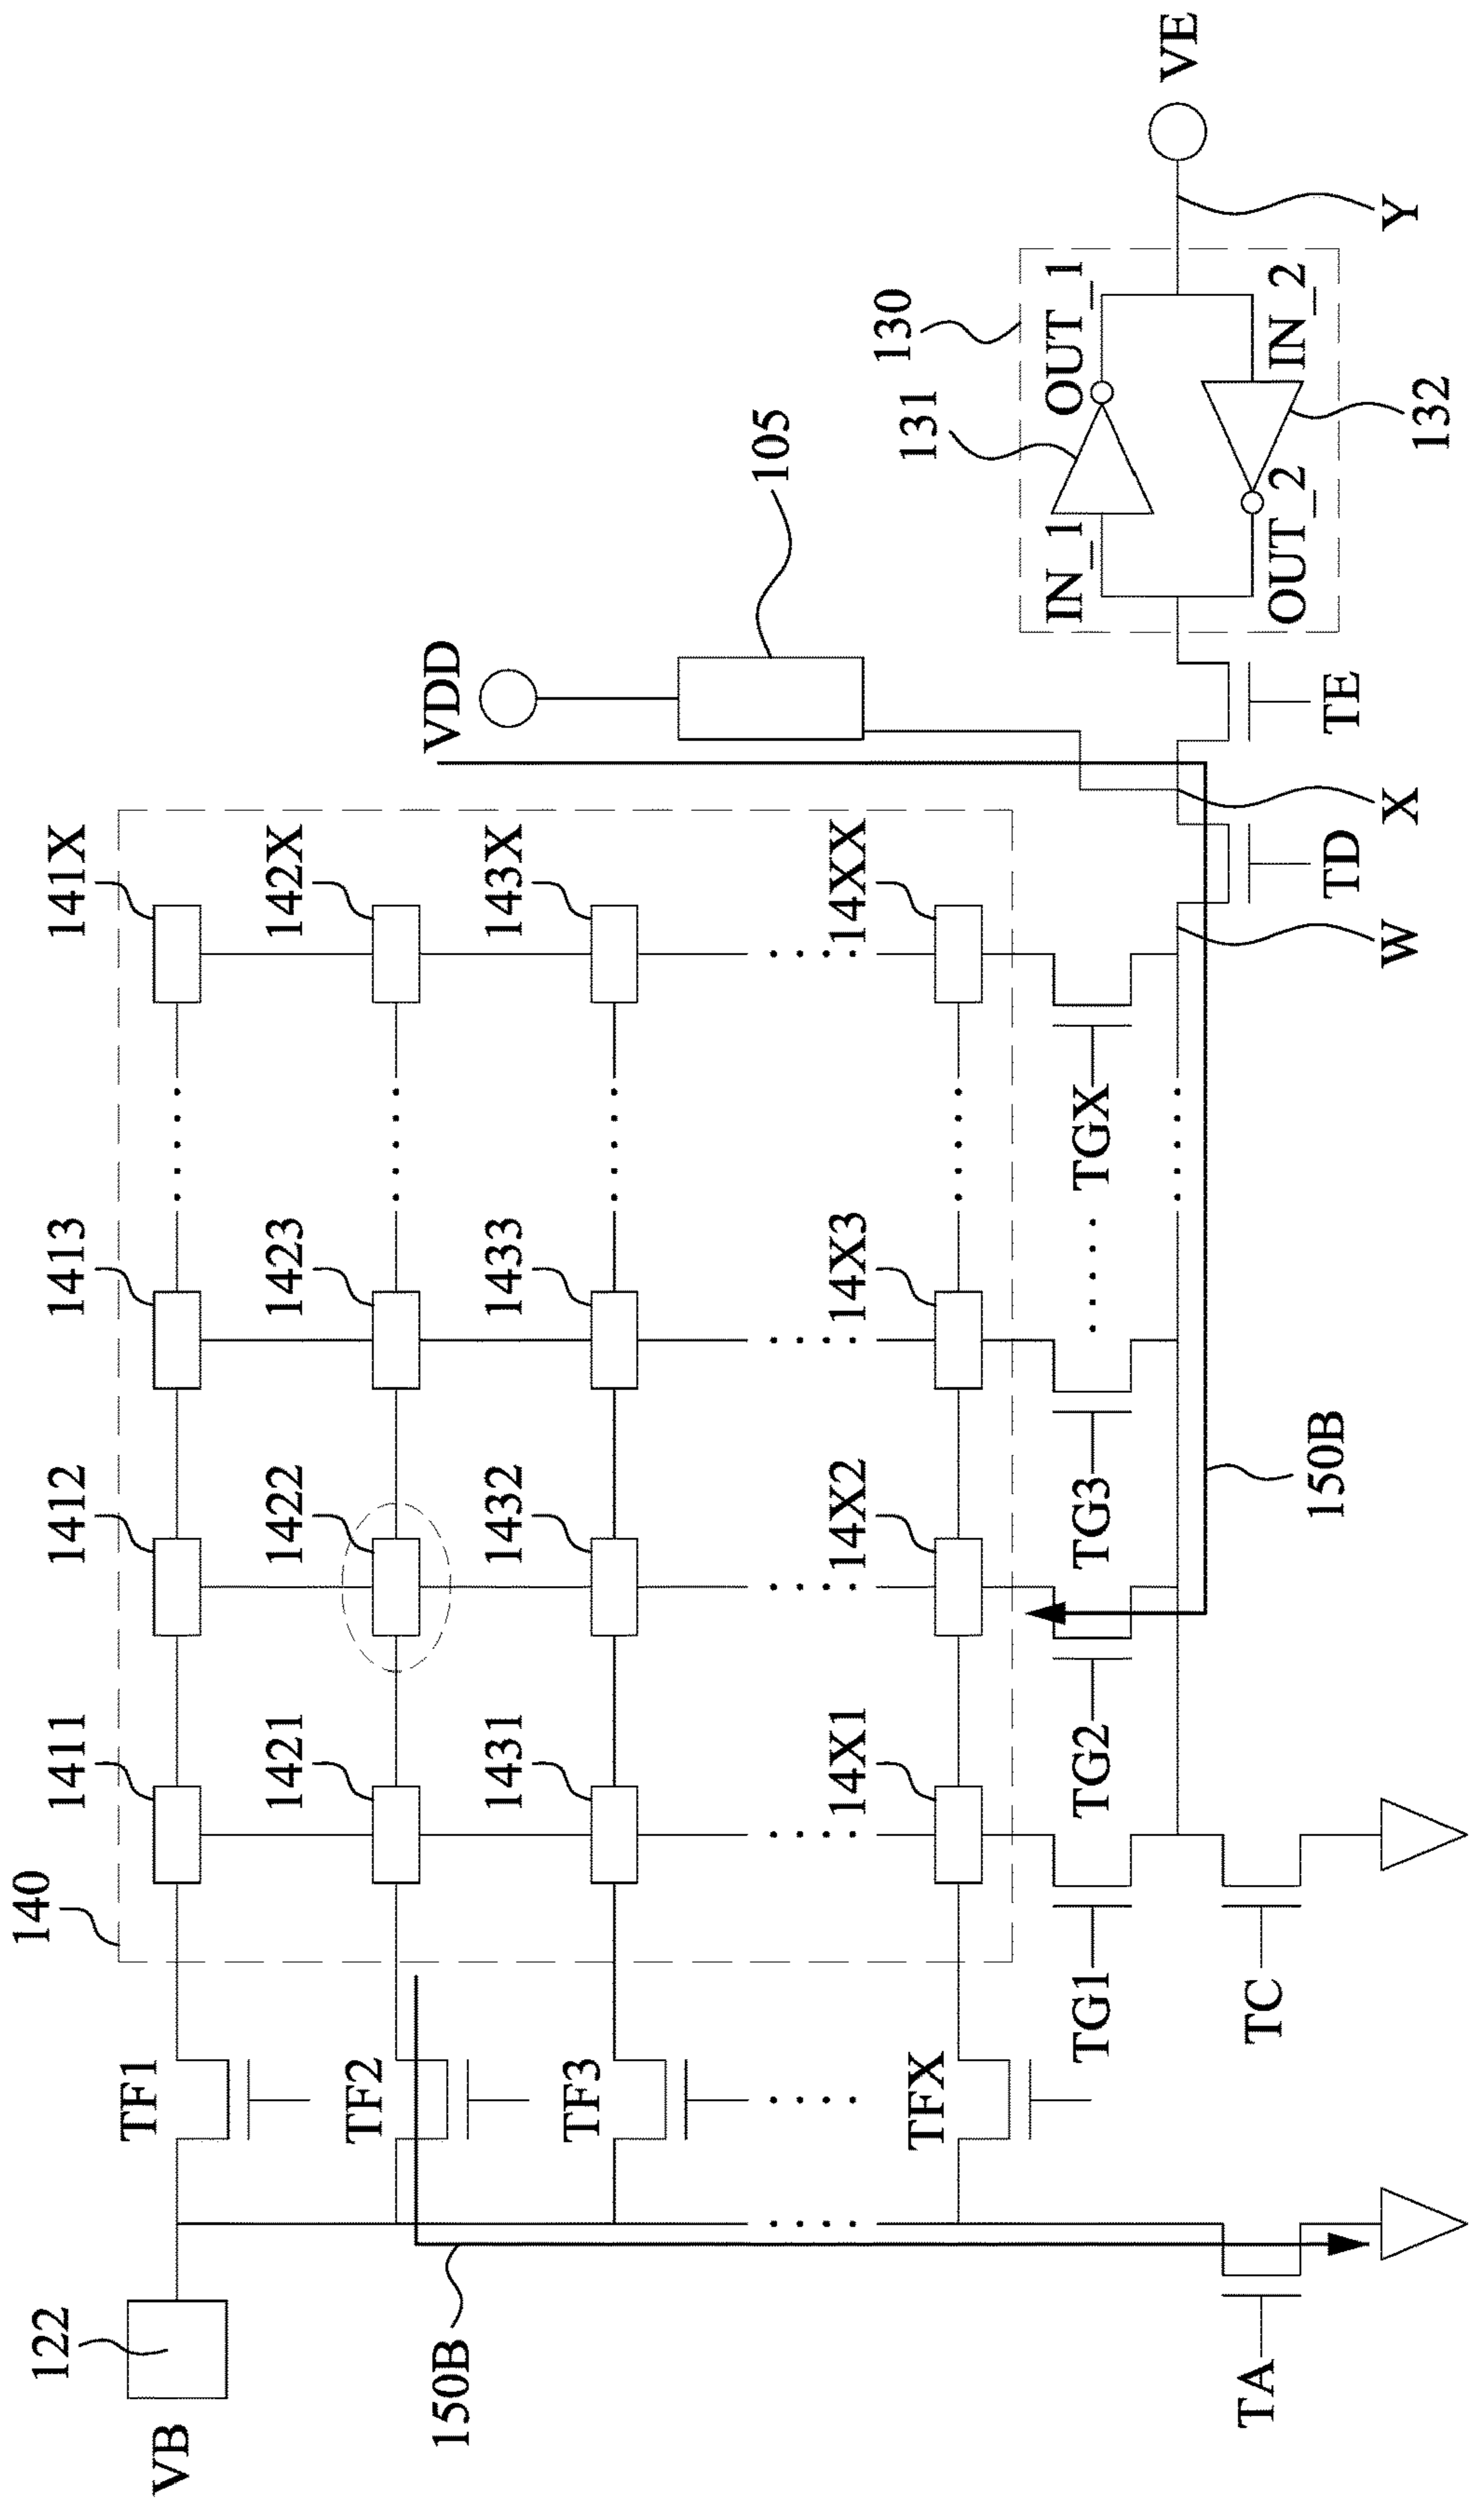 140
1411
1412
1413
141X
VDD
122
VB
TF1
1421
1422
1423
142X
105
TF2
150B
1431
1432
1433
143X
TF3
14X1
14X2
14X3
14XX
TFX
130
131
IN_1
OUT_1
VE
TG1
TG2
TG3
TGX
TA
TC
150B
W
TD
X
TE
OUT_2
IN_2
132
Y